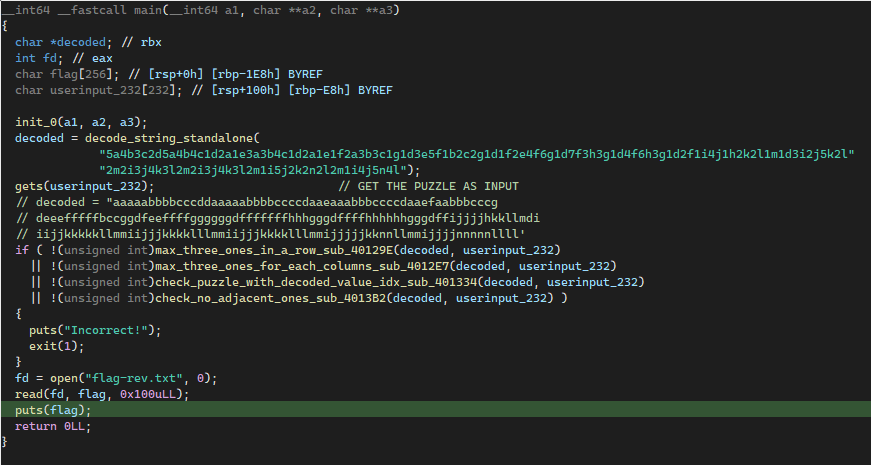 __int64 __fastcall main(__int64 a1, char **a2, char **a3)
{
char *decoded; // rbx
int fd; // eax
char flag[256]; // [rsp+0h] [rbp-1E8h] BYREF
char userinput_232[232]; // [rsp+100h] [rbp-E8h] BYREF
init_0(a1, a2, a3);
decoded = decode_string_standalone(
"5a4b3c2d5a4b4c1d2a1e3a3b4c1d2a1e1f2a3b3c1g1d3e5f1b2c2g1d1f2e4f6g1d7f3h3g1d4f6h3g1d2f1i4j1h2k2l1m1d3i2j5k2l"
"2m2i3j4k3l2m2i3j4k3l2m1i5j2k2n2l2m1i4j5n4l");
gets(userinput_232); // GET THE PUZZLE AS INPUT
// decoded = "aaaaabbbbcccddaaaaabbbbccccdaaeaaabbbccccdaaefaabbbcccg
// deeefffffbccggdfeeffffggggggdfffffffhhhgggdffffhhhhhhgggdffijjjjhkkllmdi
// iijjkkkkkllmmiijjjkkkklllmmiijjjkkkklllmmijjjjjkknnllmmijjjjnnnnnllll'
if ( !(unsigned int)max_three_ones_in_a_row_sub_40129E(decoded, userinput_232)
|| !(unsigned int)max_three_ones_for_each_columns_sub_4012E7(decoded, userinput_232)
|| !(unsigned int)check_puzzle_with_decoded_value_idx_sub_401334(decoded, userinput_232)
|| !(unsigned int)check_no_adjacent_ones_sub_4013B2(decoded, userinput_232) )
{
puts("Incorrect!");
exit(1);
}
fd = open("flag-rev.txt", 0);
read(fd, flag, 0x100uLL);
puts(flag);
return 0LL;
}